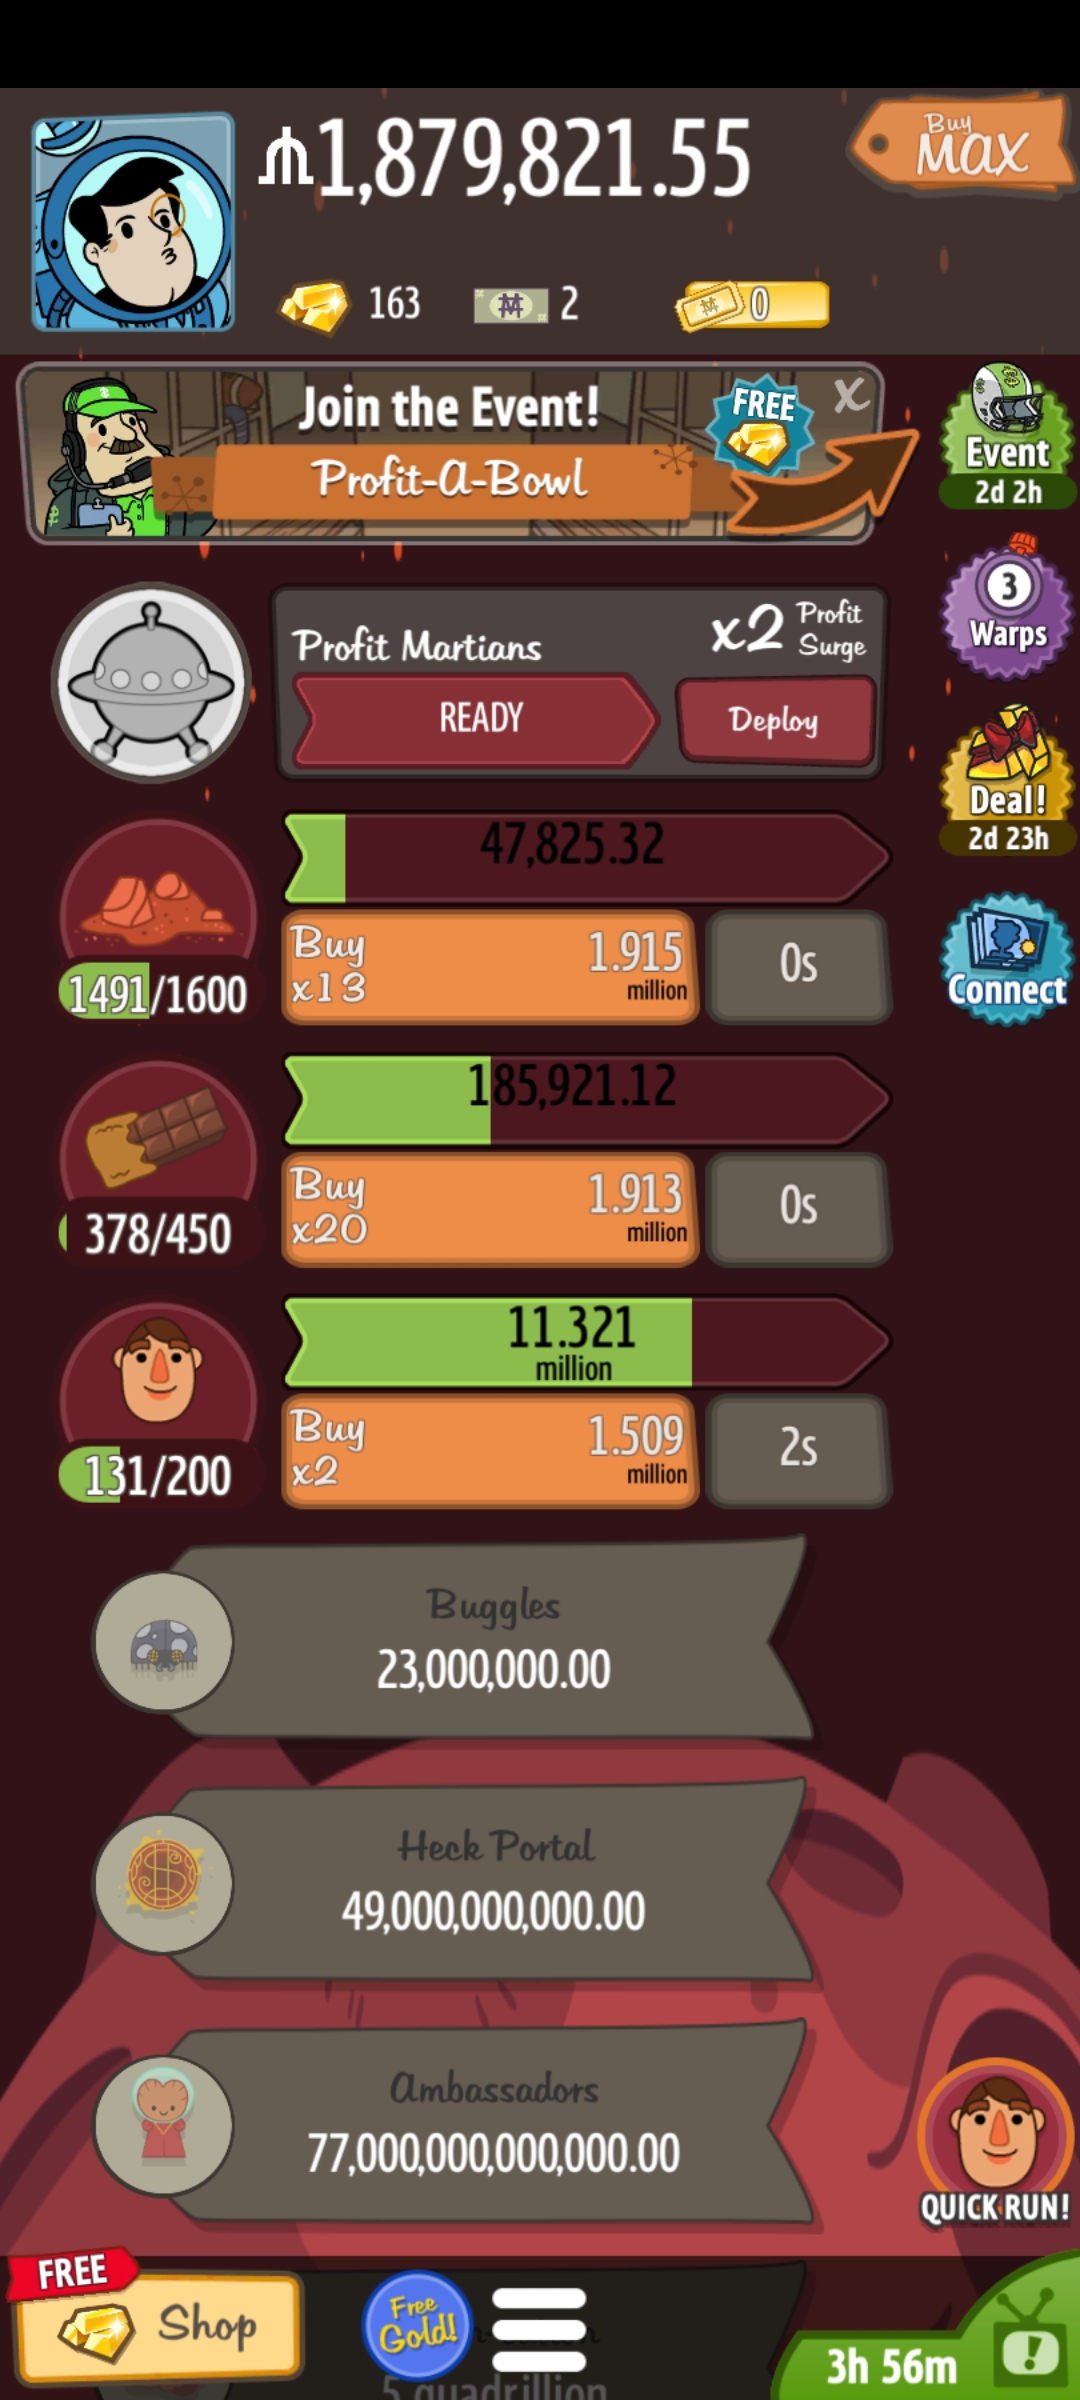 ₥1,879,821.55
Buy
MAX
163
2
0
Join the Event!
FREE
X
Profit-A-Bowl
Event
2d 2h
3
Warps
Profit Martians
x2 Profit Surge
READY
Deploy
Deal!
2d 23h
47,825.32
Buy x13
1.915 million
0s
1491/1600
Connect
185,921.12
Buy x20
1.913 million
0s
378/450
11.321 million
Buy x2
1.509 million
2s
131/200
Buggles
23,000,000.00
Heck Portal
49,000,000,000.00
Ambassadors
77,000,000,000,000.00
QUICK RUN!
FREE
Shop
Free Gold!
5 quadrillion
3h 56m
!